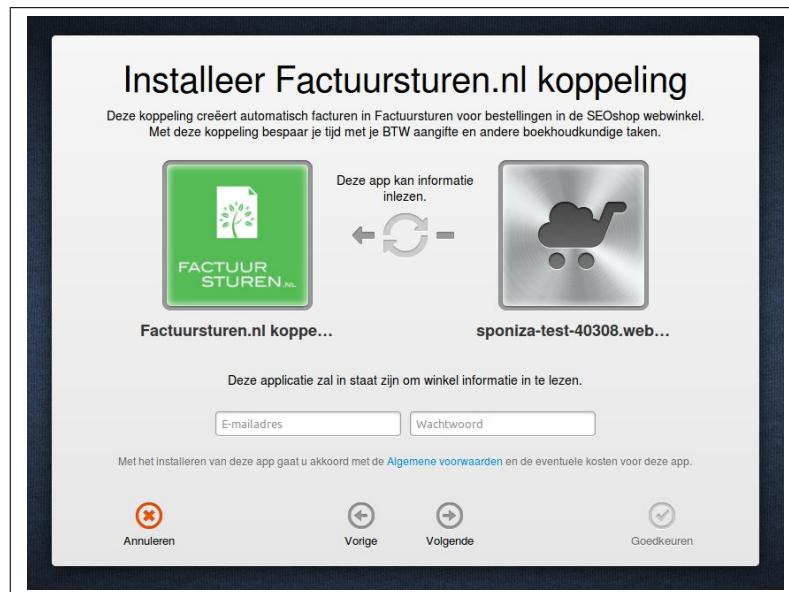 Installeer Factuursturen.nl koppeling
Deze koppeling creëert automatisch facturen in Factuursturen voor bestellingen in de SEOshop webwinkel.
Met deze koppeling bespaar je tijd met je BTW aangifte en andere boekhoudkundige taken.
Deze app kan informatie
inlezen.
FACTUUR
STUREN.NL
Factuursturen.nl koppe…
sponiza-test-40308.web…
Deze applicatie zal in staat zijn om winkel informatie in te lezen.
E-mailadres
Wachtwoord
Met het installeren van deze app gaat u akkoord met de Algemene voorwaarden en de eventuele kosten voor deze app.
Annuleren
Vorige
Volgende
Goedkeuren